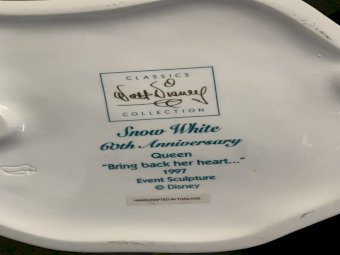 CLASSICS
Walt Disney
COLLECTION
Snow White
60th Anniversary
Queen
"Bring back her heart..."
1997
Event Sculpture
© Disney
HANDCRAFTED IN THAILAND